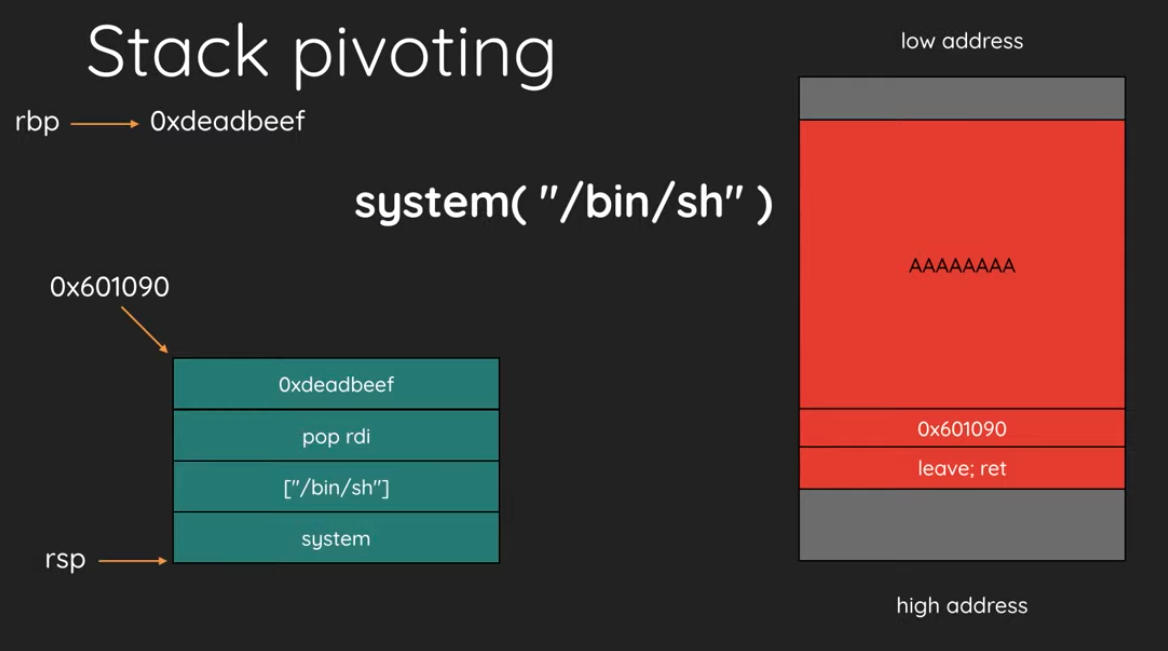 Stack pivoting
low address
rbp
0xdeadbeef
system( "/bin/sh" )
AAAAAAAA
0x601090
0xdeadbeef
pop rdi
["/bin/sh"]
system
rsp
0x601090
leave; ret
high address